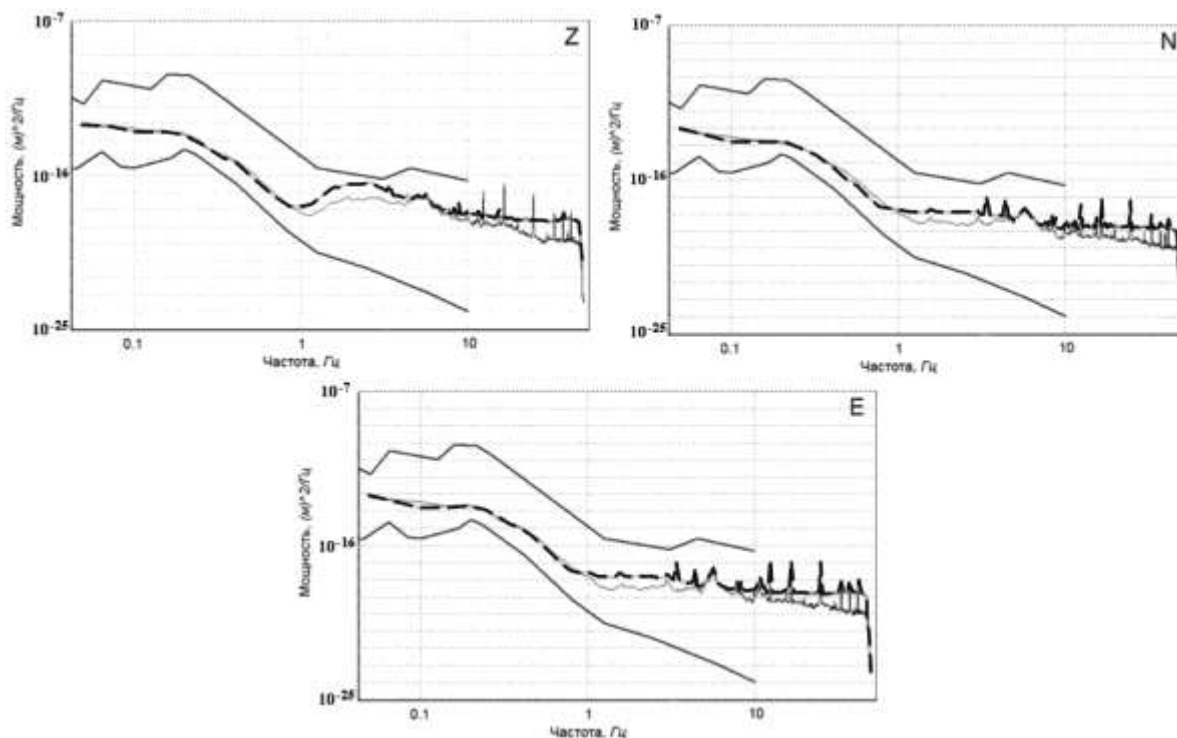 10-7
Z
Мощность, (м)^2/Гц
10-16
10-25
0.1
1
10
Частота, Гц
10-7
N
Мощность, (м)^2/Гц
10-16
10-25
0.1
1
10
Частота, Гц
10-7
E
Мощность, (м)^2/Гц
10-16
10-25
0.1
1
10
Частота, Гц